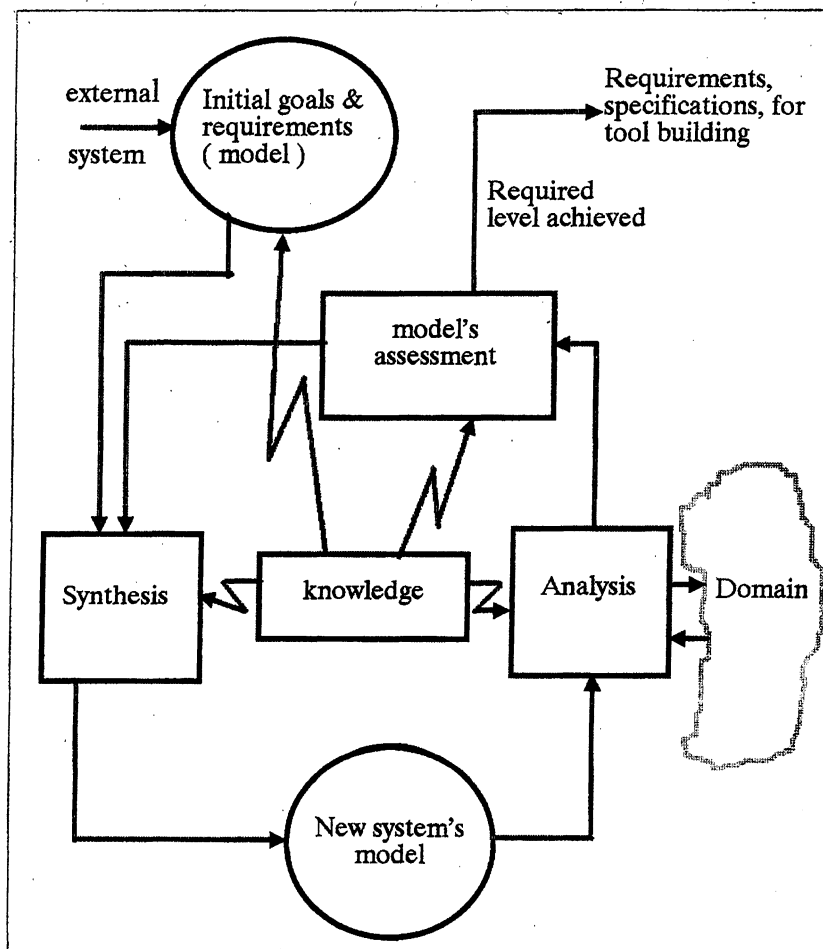 external
system
Initial goals &
requirements
( model )
Requirements,
specifications, for
tool building
Required
level achieved
model's
assessment
Synthesis
knowledge
Analysis
Domain
New system's
model